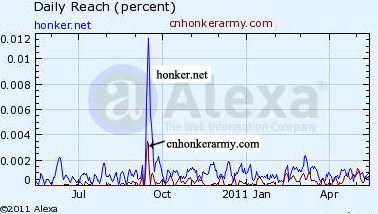 Daily Reach (percent)
honker.net cnhonkerarmy.com
0.012
0.01
0.008
0.006
0.004
0.002
0
honker.net
cnhonkerarmy.com
@ Alexa
The Web Information Company
Jul Oct 2011 Jan Apr
©2011 Alexa